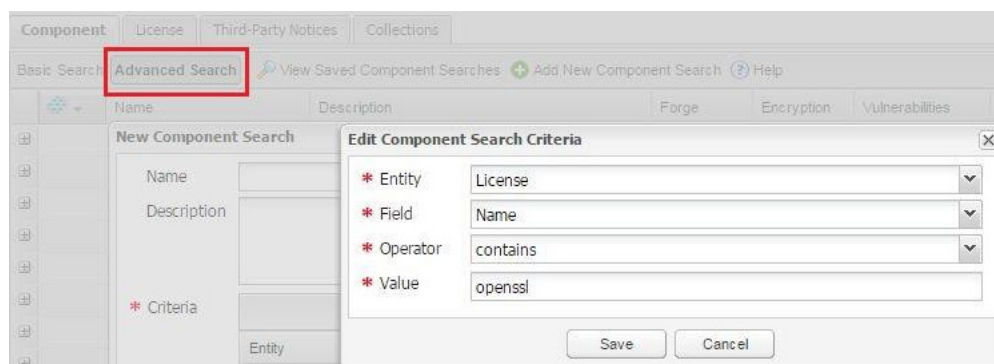 Component License Third-Party Notices Collections
Basic Search Advanced Search View Saved Component Searches Add New Component Search ? Help
Name Description Forge Encryption Vulnerabilities
New Component Search
Name
Description
* Criteria
Entity
Edit Component Search Criteria
* Entity License
* Field Name
* Operator contains
* Value openssl
Save Cancel